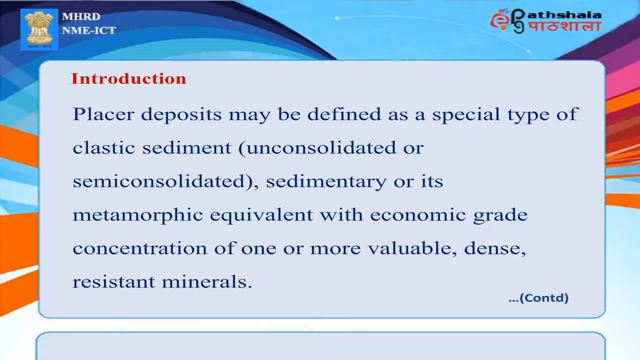 MHRD
NME-ICT
ePathshala
पाठशाला
Introduction
Placer deposits may be defined as a special type of
clastic sediment (unconsolidated or
semiconsolidated), sedimentary or its
metamorphic equivalent with economic grade
concentration of one or more valuable, dense,
resistant minerals.
...(Contd)